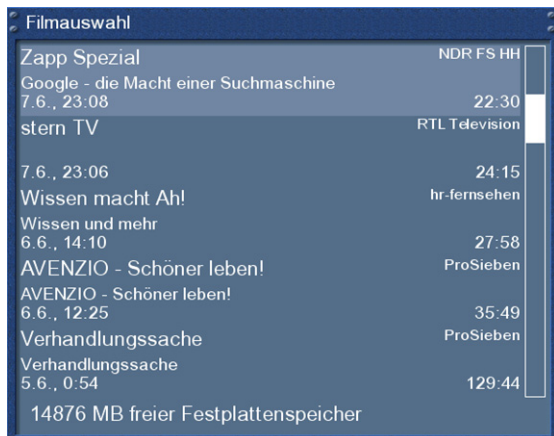 Filmauswahl
Zapp Spezial NDR FS HH
Google - die Macht einer Suchmaschine
7.6., 23:08 22:30
stern TV RTL Television
7.6., 23:06 24:15
Wissen macht Ah! hr-fernsehen
Wissen und mehr
6.6., 14:10 27:58
AVENZIO - Schöner leben! ProSieben
AVENZIO - Schöner leben!
6.6., 12:25 35:49
Verhandlungssache ProSieben
Verhandlungssache
5.6., 0:54 129:44
14876 MB freier Festplattenspeicher